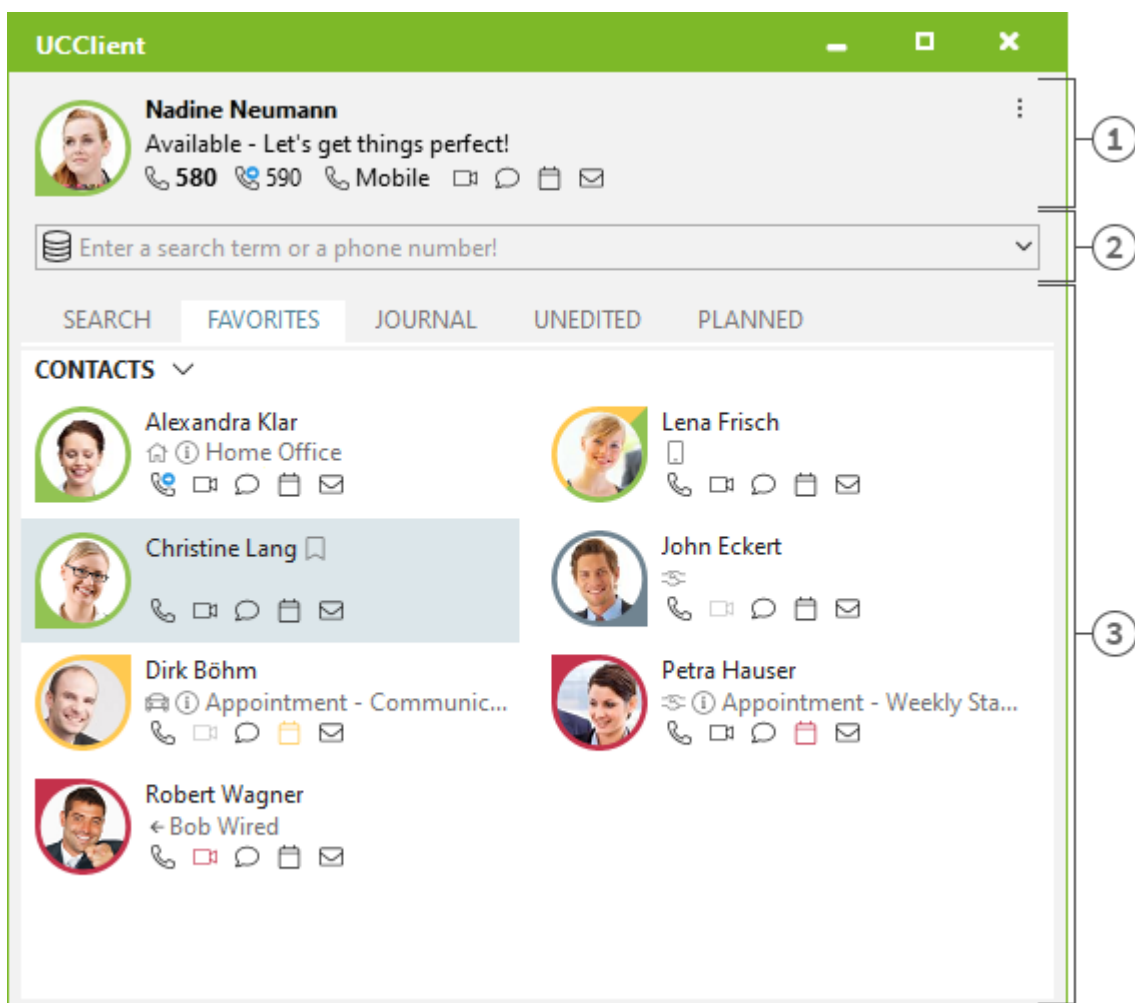 UCClient
Nadine Neumann
Available - Let's get things perfect!
580 590 Mobile
1
Enter a search term or a phone number!
2
SEARCH FAVORITES JOURNAL UNEDITED PLANNED
CONTACTS
Alexandra Klar
Home Office
Lena Frisch
Christine Lang
John Eckert
3
Dirk Böhm
Appointment - Communic...
Petra Hauser
Appointment - Weekly Sta...
Robert Wagner
Bob Wired